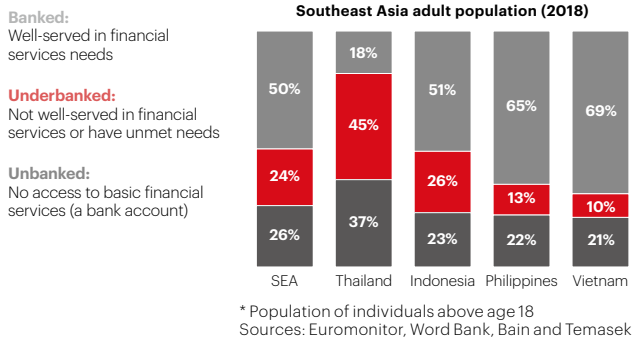 Southeast Asia adult population (2018)
Banked:
Well-served in financial
services needs
Underbanked:
Not well-served in financial
services or have unmet needs
Unbanked:
No access to basic financial
services (a bank account)
50% 18% 51% 65% 69%
24% 45% 26% 13% 10%
26% 37% 23% 22% 21%
SEA Thailand Indonesia Philippines Vietnam
* Population of individuals above age 18
Sources: Euromonitor, Word Bank, Bain and Temasek